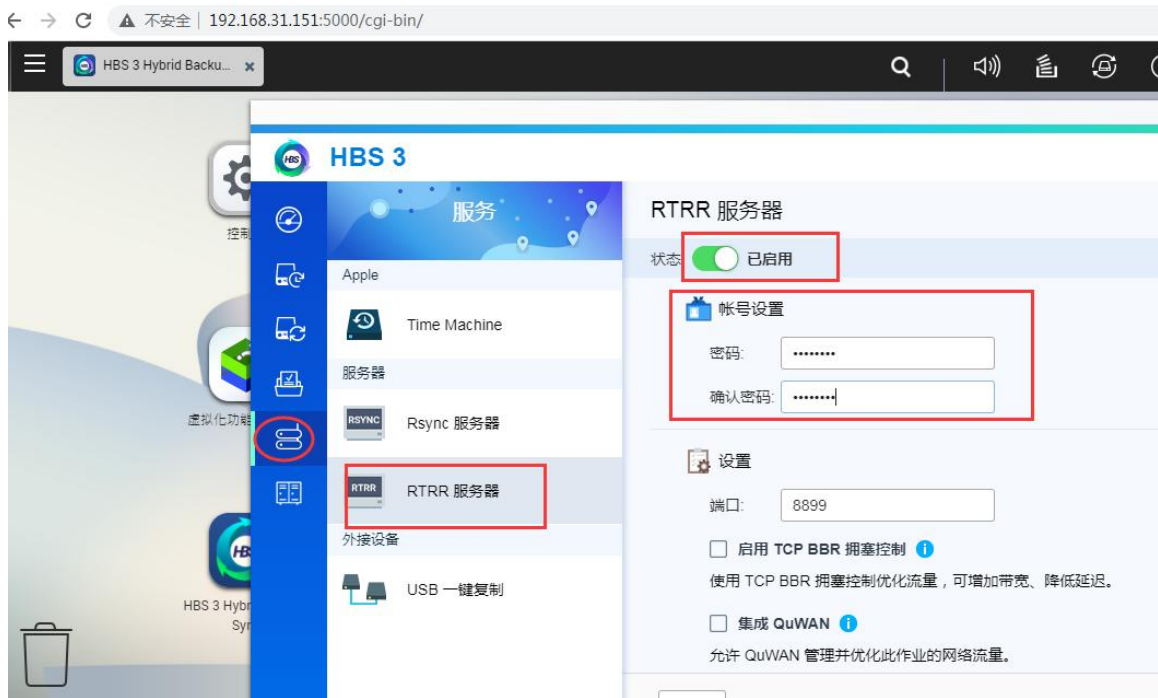 不安全 | 192.168.31.151:5000/cgi-bin/
HBS 3 Hybrid Backu...
HBS
HBS 3
控制
虚拟化功能
HBS 3 Hybr
Syn
服务
Apple
Time Machine
服务器
RSYNC
Rsync 服务器
RTRR
RTRR 服务器
外接设备
USB 一键复制
RTRR 服务器
状态
已启用
帐号设置
密码: ••••••••
确认密码: ••••••••
设置
端口: 8899
启用 TCP BBR 拥塞控制
使用 TCP BBR 拥塞控制优化流量，可增加带宽、降低延迟。
集成 QuWAN
允许 QuWAN 管理并优化此作业的网络流量。